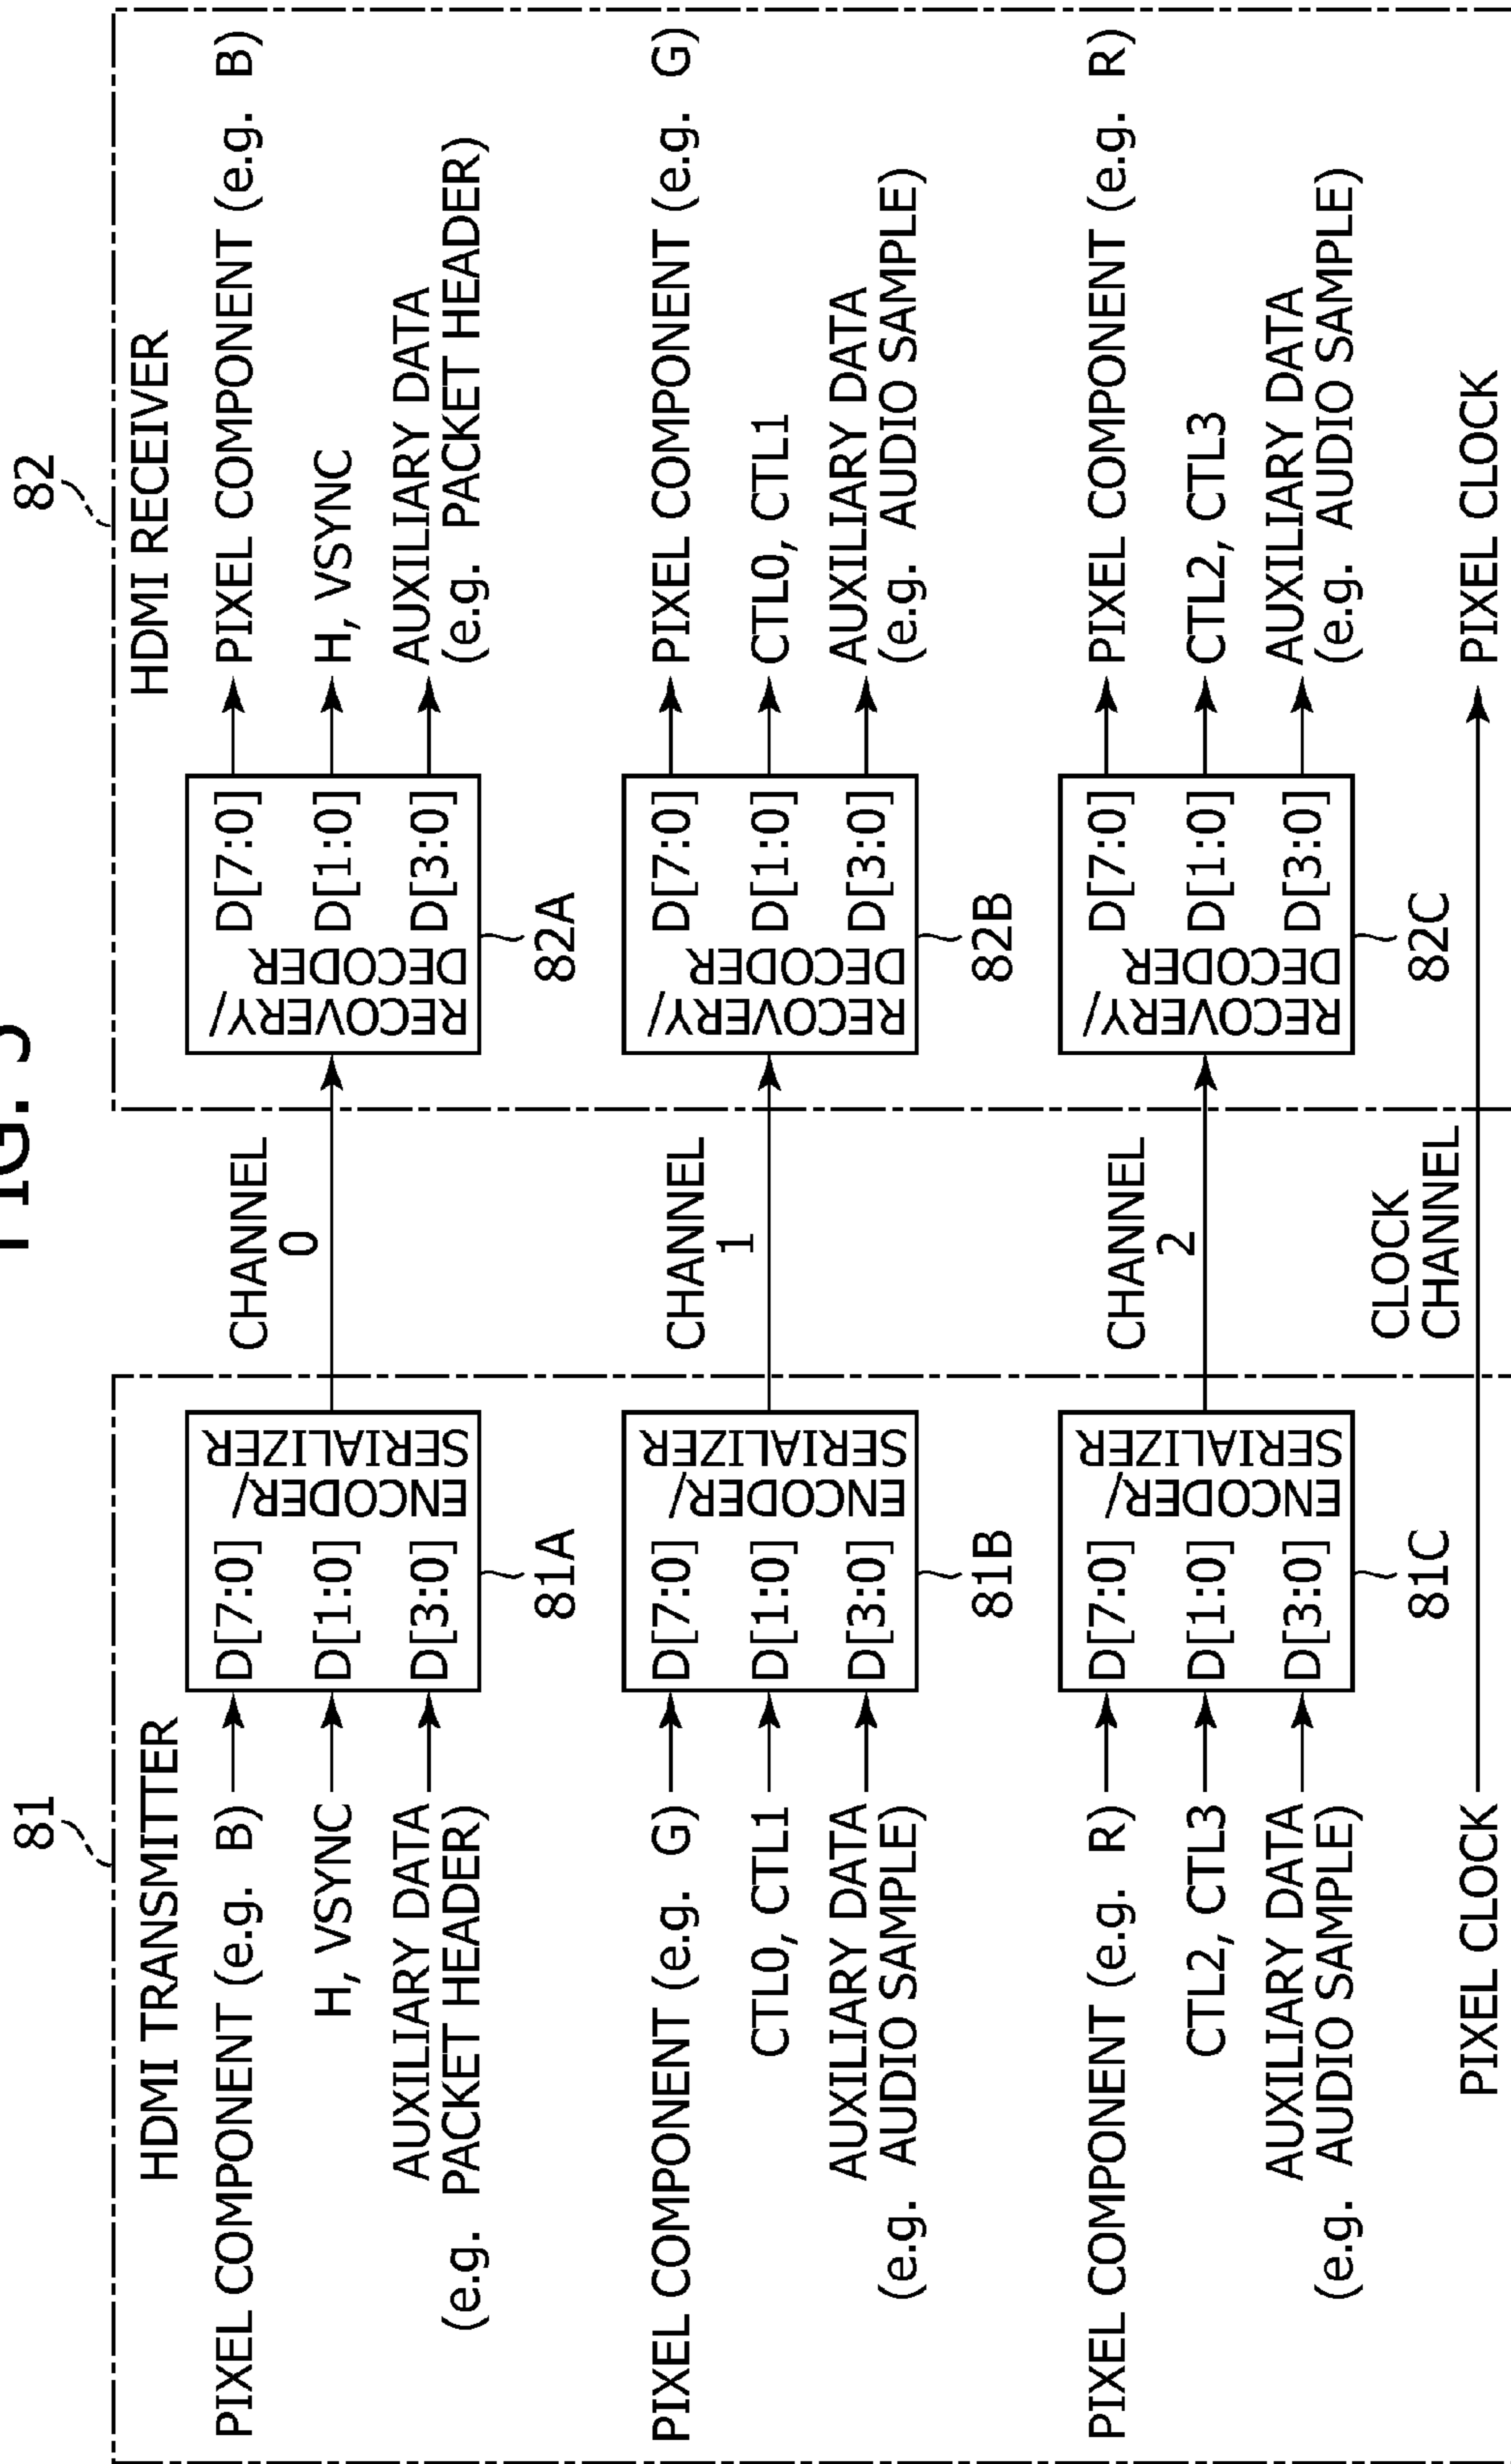 FIG. 5
81
82
HDMI TRANSMITTER
HDMI RECEIVER
PIXEL COMPONENT (e.g. B)
H, VSYNC
AUXILIARY DATA
(e.g. PACKET HEADER)
D[7:0]
D[1:0]
D[3:0]
ENCODER/
SERIALIZER
81A
CHANNEL
0
RECOVERY/
DECODER
D[7:0]
D[1:0]
D[3:0]
82A
PIXEL COMPONENT (e.g. B)
H, VSYNC
AUXILIARY DATA
(e.g. PACKET HEADER)
PIXEL COMPONENT (e.g. G)
CTL0, CTL1
AUXILIARY DATA
(e.g. AUDIO SAMPLE)
D[7:0]
D[1:0]
D[3:0]
ENCODER/
SERIALIZER
81B
CHANNEL
1
RECOVERY/
DECODER
D[7:0]
D[1:0]
D[3:0]
82B
PIXEL COMPONENT (e.g. G)
CTL0, CTL1
AUXILIARY DATA
(e.g. AUDIO SAMPLE)
PIXEL COMPONENT (e.g. R)
CTL2, CTL3
AUXILIARY DATA
(e.g. AUDIO SAMPLE)
D[7:0]
D[1:0]
D[3:0]
ENCODER/
SERIALIZER
81C
CHANNEL
2
RECOVERY/
DECODER
D[7:0]
D[1:0]
D[3:0]
82C
PIXEL COMPONENT (e.g. R)
CTL2, CTL3
AUXILIARY DATA
(e.g. AUDIO SAMPLE)
PIXEL CLOCK
CLOCK
CHANNEL
PIXEL CLOCK